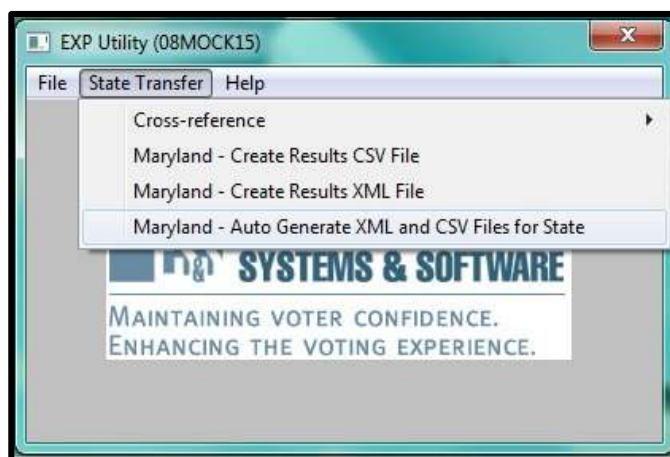 EXP Utility (08MOCK15)
File State Transfer Help
Cross-reference
Maryland - Create Results CSV File
Maryland - Create Results XML File
Maryland - Auto Generate XML and CSV Files for State
SYSTEMS & SOFTWARE
MAINTAINING VOTER CONFIDENCE.
ENHANCING THE VOTING EXPERIENCE.